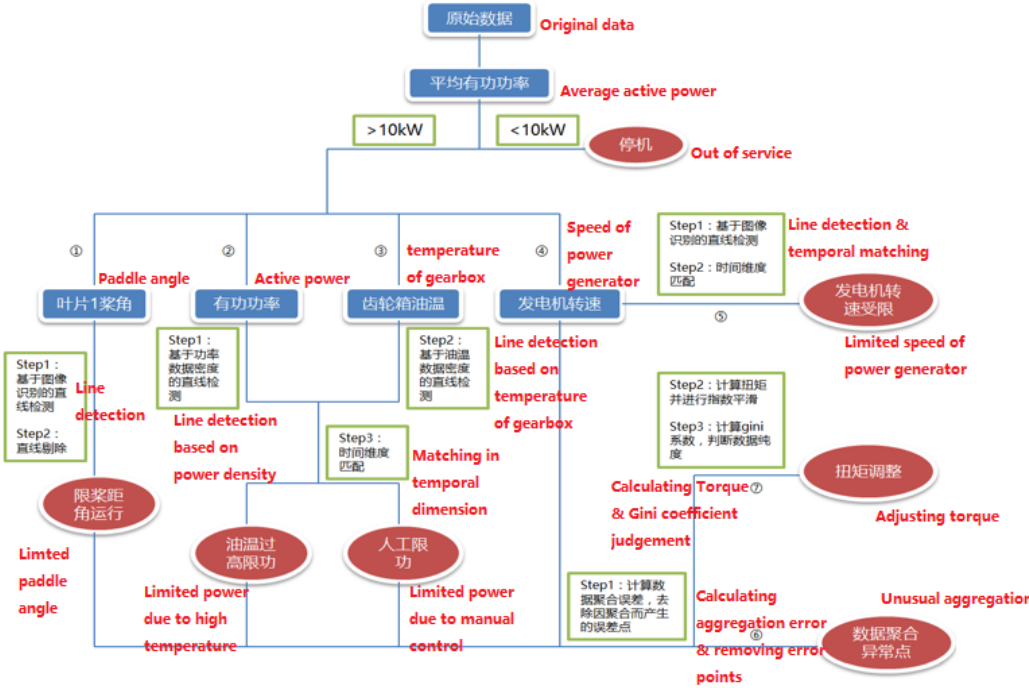 原始数据
Original data
平均有功功率
Average active power
>10kW
<10kW
停机
Out of service
①
②
③
④
Paddle angle
Active power
temperature
of gearbox
Speed of
power
generator
叶片1桨角
有功功率
齿轮箱油温
发电机转速
Step1：基于图像
识别的直线检测
Step2：时间维度
匹配
Line detection &
temporal matching
⑤
发电机转
速受限
Limited speed of
power generator
Step1：
基于图像
识别的直
线检测
Step2：
直线剔除
Line
detection
Step1：
基于功率
数据密度
的直线检
测
Line detection
based on
power density
Step2：
基于油温
数据密度
的直线检
测
Line detection
based on
temperature
of gearbox
Step3：
时间维度
匹配
Matching in
temporal
dimension
Step2：计算扭矩
并进行指数平滑
Step3：计算gini
系数，判断数据纯
度
Calculating Torque
& Gini coefficient
judgement
⑦
扭矩调整
Adjusting torque
限桨距
角运行
Limted
paddle
angle
油温过
高限功
Limited power
due to high
temperature
人工限
功
Limited power
due to manual
control
Step1：计算数
据聚合误差，去
除因聚合而产生
的误差点
Calculating
aggregation error
& removing error
points
⑥
Unusual aggregation
数据聚合
异常点